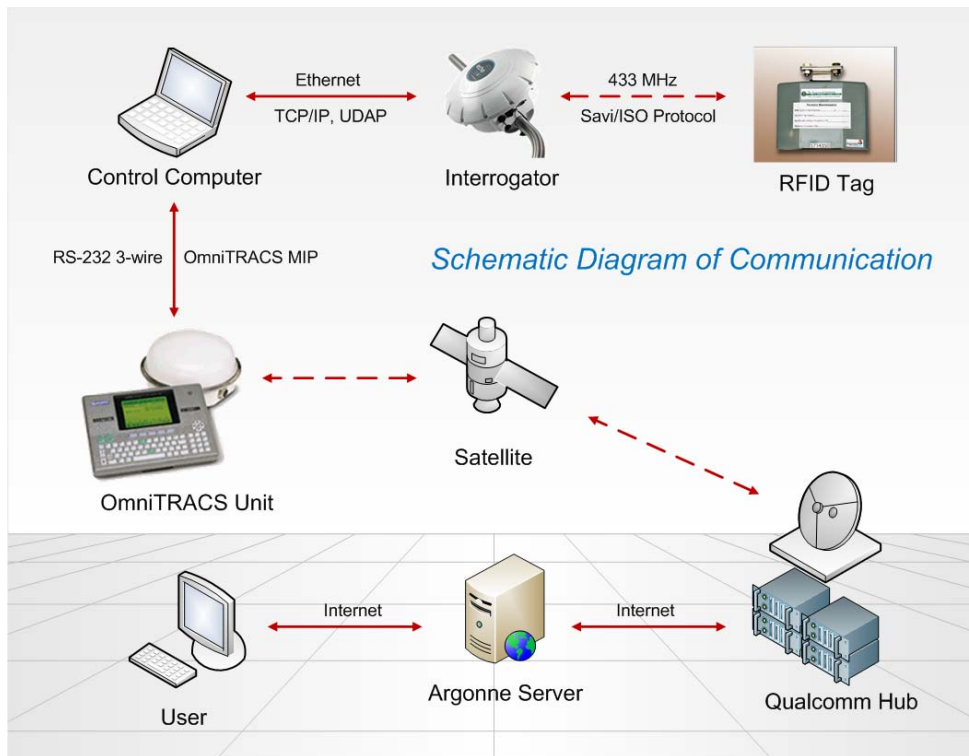 Ethernet
TCP/IP, UDAP
433 MHz
Savi/ISO Protocol
Control Computer
Interrogator
RFID Tag
RS-232 3-wire
OmniTRACS MIP
Schematic Diagram of Communication
OmniTRACS Unit
Satellite
Internet
Internet
User
Argonne Server
Qualcomm Hub